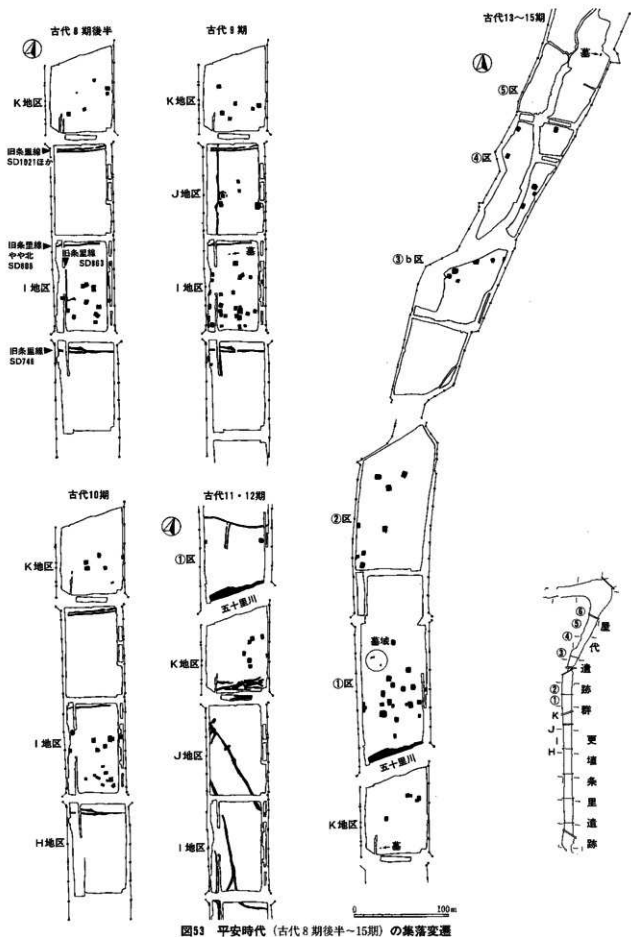 古代8期後半
K地区
旧条里線
SD1021ほか
旧条里線
やや北
旧条里線
I地区
旧条里線
SD746
古代9期
K地区
J地区
墓
I地区
古代10期
K地区
I地区
H地区
古代11・12期
①区
五十里川
K地区
J地区
I地区
古代13~15期
墓
⑤区
④区
③b区
②区
墓域
①区
五十里川
K地区
墓
0 100m
⑥
⑤
④
③
②
①
K
J
I
H
屋代遺跡群
更埴条里遺跡
図53 平安時代(古代8期後半~15期)の集落変遷